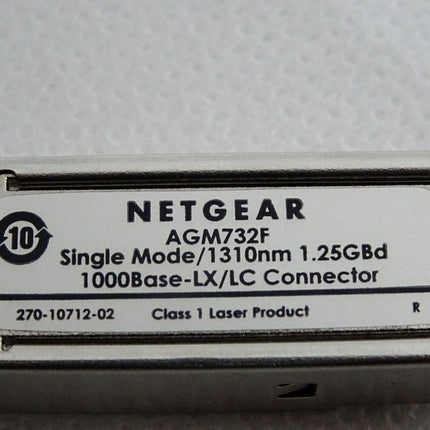 NETGEAR
10
AGM732F
Single Mode/1310nm 1.25GBd
1000Base-LX/LC Connector
270-10712-02 Class 1 Laser Product R